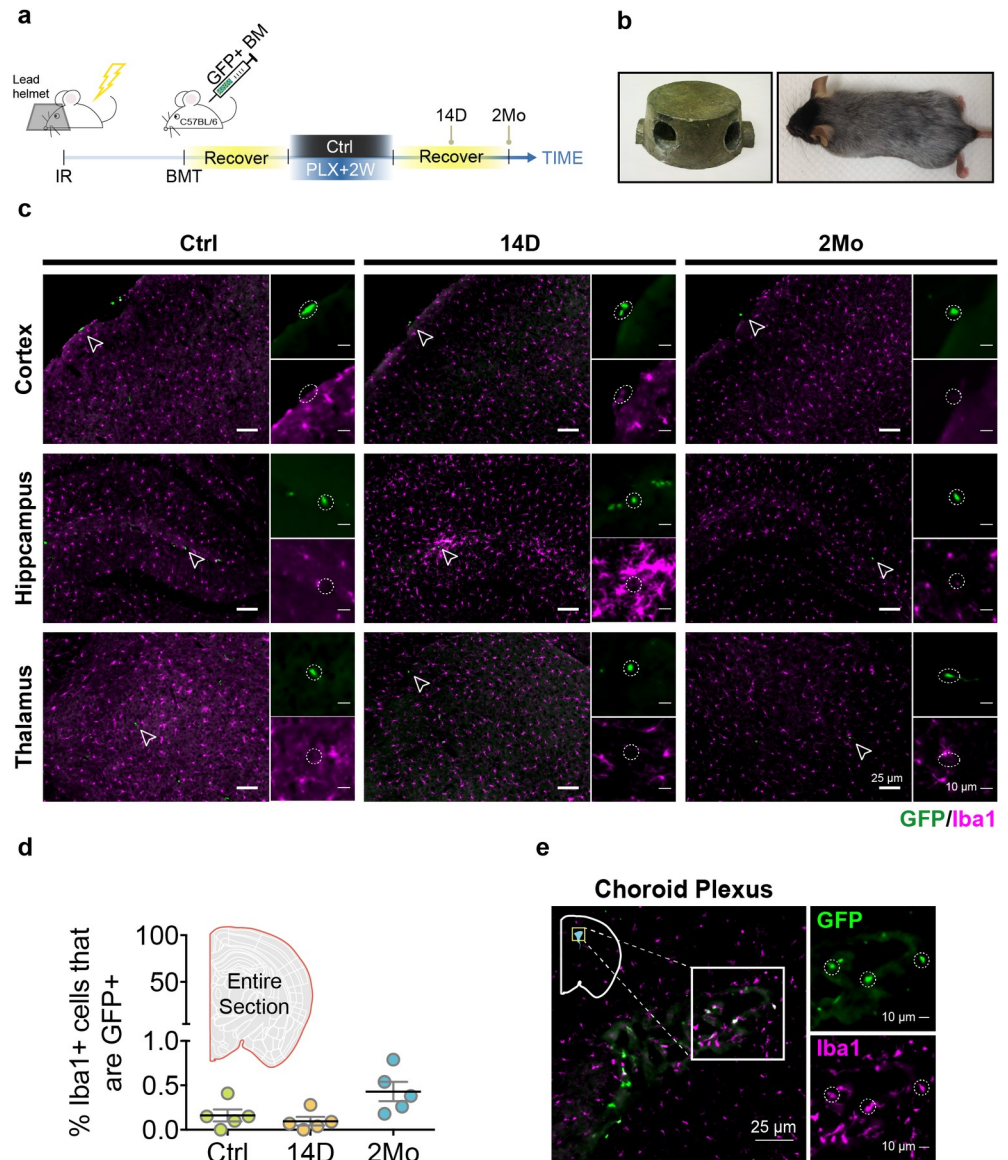 a
Lead
helmet
C57BL/6
GFP+ BM
14D
2Mo
Recover
Ctrl
PLX+2W
Recover
TIME
IR
BMT
b
c
Ctrl
14D
2Mo
Cortex
Hippcampus
Thalamus
25 µm
10 µm
GFP/Iba1
d
% Iba1+ cells that
are GFP+
100
50
1.0
0.5
0.0
Entire
Section
Ctrl
14D
2Mo
e
Choroid Plexus
25 µm
GFP
10 µm
Iba1
10 µm